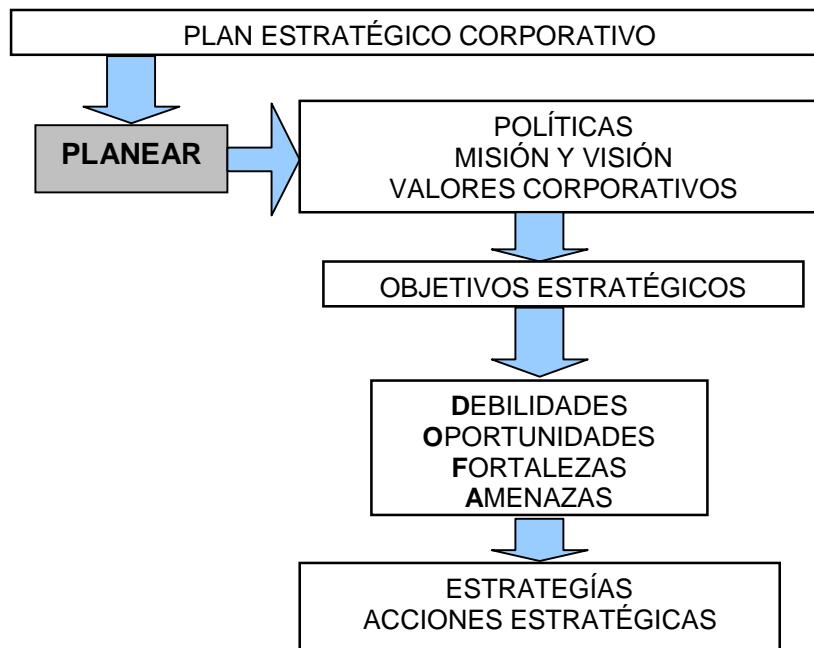 PLAN ESTRATÉGICO CORPORATIVO
PLANEAR
POLÍTICAS
MISIÓN Y VISIÓN
VALORES CORPORATIVOS
OBJETIVOS ESTRATÉGICOS
DEBILIDADES
OPORTUNIDADES
FORTALEZAS
AMENAZAS
ESTRATEGÍAS
ACCIONES ESTRATÉGICAS